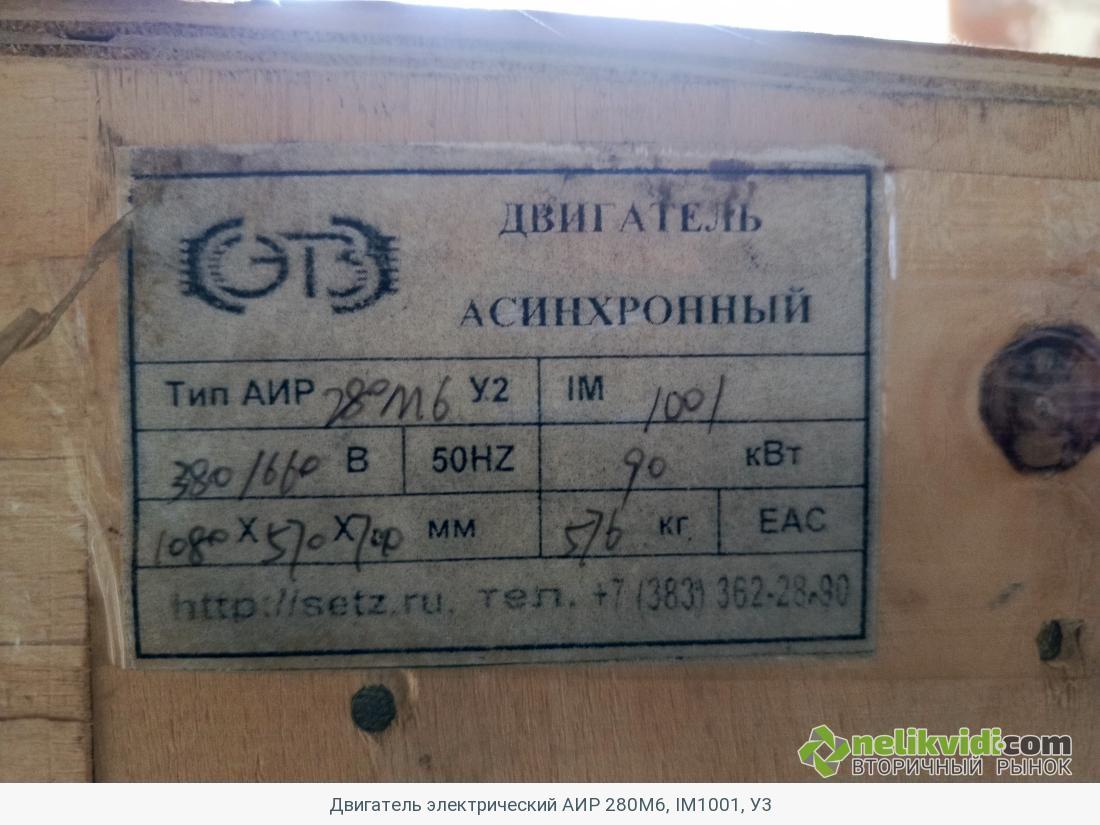 ЭТЗ
ДВИГАТЕЛЬ
АСИНХРОННЫЙ
Тип АИР 280М6 У2 IM 1001
380/660 В 50HZ 90 кВт
1080 X 570 X 700 мм 576 кг. EAC
http://setz.ru. тел. +7 (383) 362-28-90
nelikvidi.com
ВТОРИЧНЫЙ РЫНОК
Двигатель электрический АИР 280М6, IM1001, У3